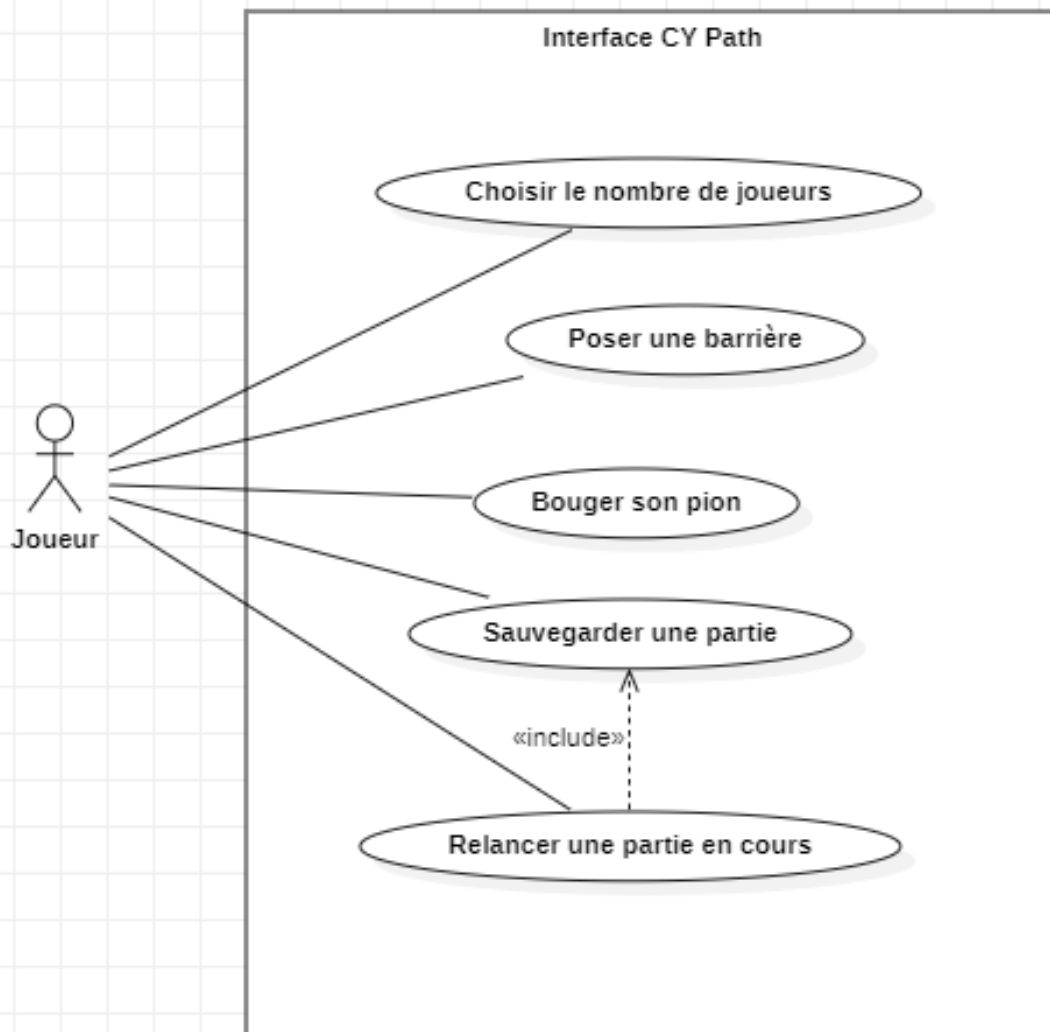 Interface CY Path
Choisir le nombre de joueurs
Poser une barrière
Bouger son pion
Joueur
Sauvegarder une partie
«include»
Relancer une partie en cours